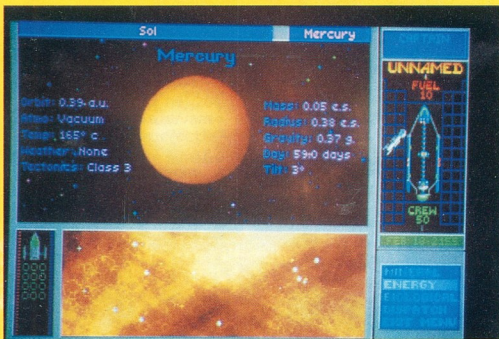 Sol
Mercury
Mercury
Orbit: 0.39 a.u.
Atmo: Vacuum
Temp: 165° c
Weather: None
Tectonics: Class 3
Mass: 0.05 e.s.
Radius: 0.38 e.s.
Gravity: 0.37 g.
Day: 59.0 days
Tilt: 3°
CAPTAIN
UNNAMED
FUEL
10
CREW
50
MINERAL
ENERGY